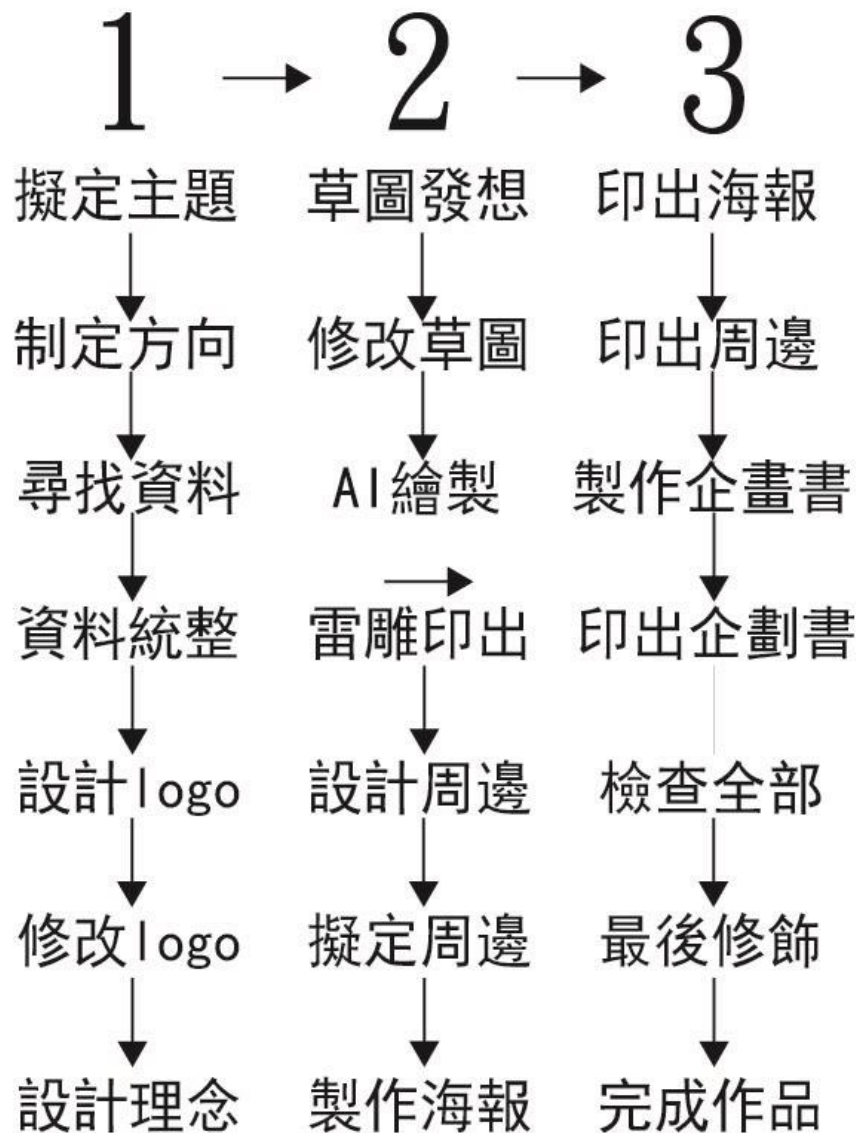 1 → 2 → 3
擬定主題
制定方向
尋找資料
資料統整
設計logo
修改logo
設計理念
草圖發想
修改草圖
AI繪製
雷雕印出
設計周邊
擬定周邊
製作海報
印出海報
印出周邊
製作企畫書
印出企劃書
檢查全部
最後修飾
完成作品